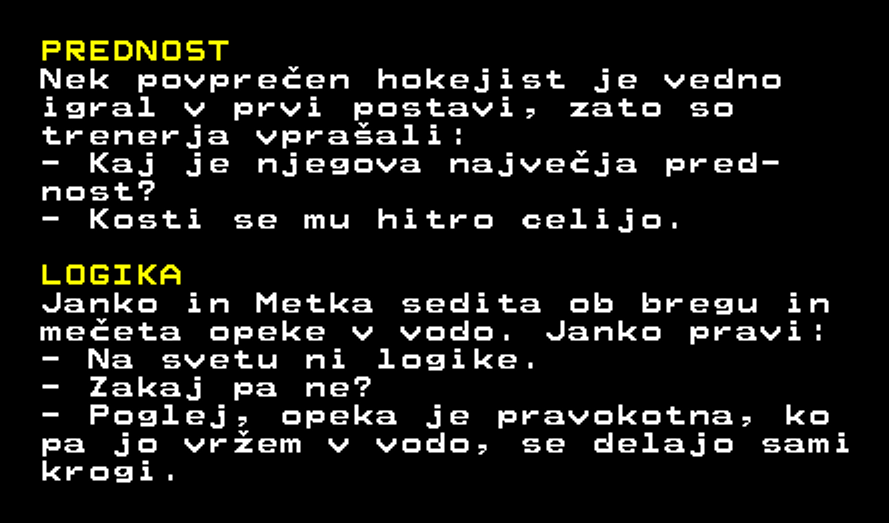 PREDNOST
Nek povprečen hokejist je vedno
igral v prvi postavi, zato so
trenerja vprašali:
- Kaj je njegova največja pred-
nost?
- Kosti se mu hitro celijo.
LOGIKA
Janko in Metka sedita ob bregu in
mečeta opeke v vodo. Janko pravi:
- Na svetu ni logike.
- Zakaj pa ne?
- Poglej, opeka je pravokotna, ko
pa jo vržem v vodo, se delajo sami
krogi.